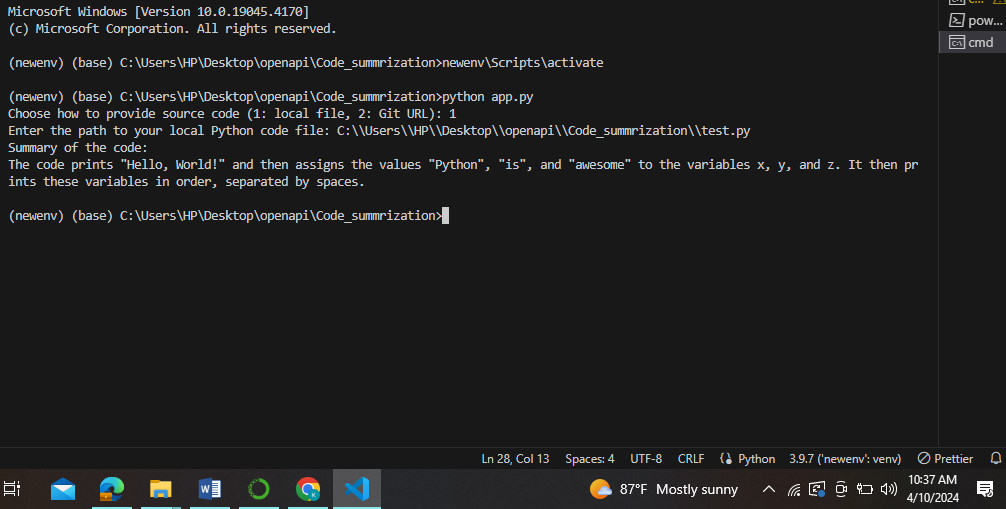 Microsoft Windows [Version 10.0.19045.4170]
(c) Microsoft Corporation. All rights reserved.
(newenv) (base) C:\Users\HP\Desktop\openapi\Code_summrization>newenv\Scripts\activate
(newenv) (base) C:\Users\HP\Desktop\openapi\Code_summrization>python app.py
Choose how to provide source code (1: local file, 2: Git URL): 1
Enter the path to your local Python code file: C:\\Users\\HP\\Desktop\\openapi\\Code_summrization\\test.py
Summary of the code:
The code prints "Hello, World!" and then assigns the values "Python", "is", and "awesome" to the variables x, y, and z. It then pr
ints these variables in order, separated by spaces.
(newenv) (base) C:\Users\HP\Desktop\openapi\Code_summrization>
pow...
cmd
Ln 28, Col 13 Spaces: 4 UTF-8 CRLF Python 3.9.7 ('newenv': venv) Prettier
87°F Mostly sunny
10:37 AM
4/10/2024